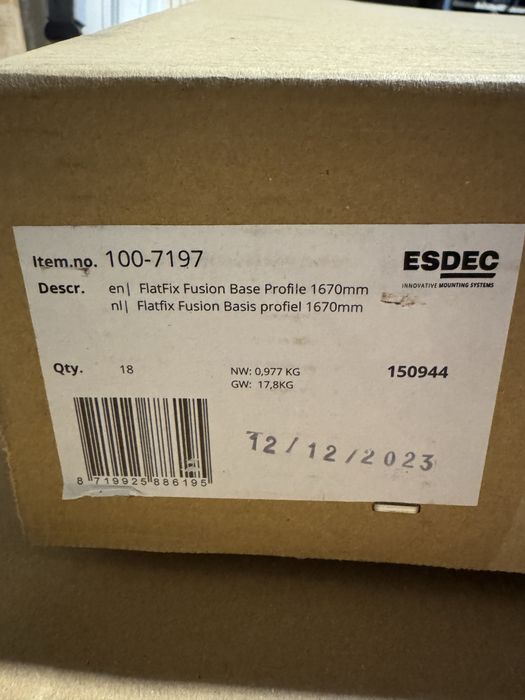 Item.no. 100-7197
ESDEC
INNOVATIVE MOUNTING SYSTEMS
Descr. en| FlatFix Fusion Base Profile 1670mm
nl| Flatfix Fusion Basis profiel 1670mm
Qty. 18
NW: 0,977 KG
GW: 17,8KG
150944
12/12/2023
8 719925 886195